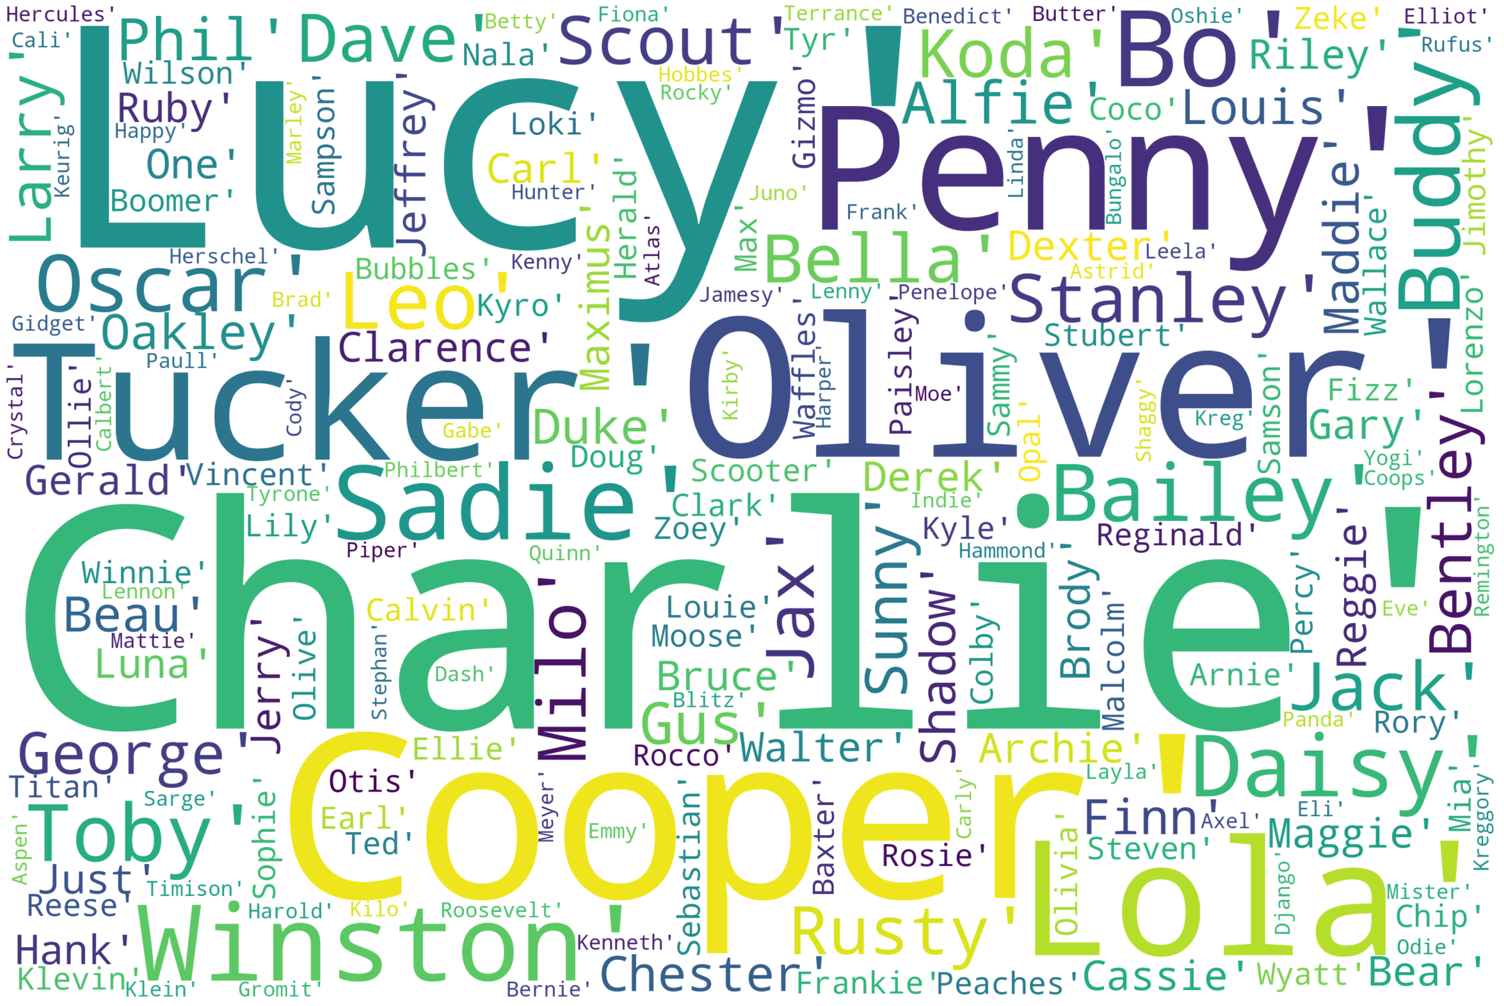 Hercules'
Cali'
Larry'
Keurig'
Phil'
Wilson'
Ruby'
Happy'
One'
Boomer'
Lucy'
Dave'
Marley'
Sampson'
Jeffrey'
Betty'
Nala'
Loki'
Carl'
Hunter'
Fiona'
Scout'
Hobbes'
Rocky'
Terrance'
Tyr'
Gizmo'
Juno'
Benedict'
Koda'
Alfie'
Butter'
Coco'
Bo'
Oshie'
Riley'
Louis'
Zeke'
Elliot'
Rufus'
Buddy'
Jimothy'
Penny'
Frank'
Linda'
Bungalo'
Maddie'
Wallace'
Herschel'
Oscar'
Brad'
Gidget'
Oakley'
Bubbles'
Leo'
Kyro'
Kenny'
Maximus'
Herald'
Atlas'
Max'
Bella'
Jamesy'
Lenny'
Penelope'
Dexter'
Astrid'
Leela'
Stanley'
Stubert'
Lorenzo'
Paull'
Clarence'
Tucker'
Crystal'
Ollie'
Calbert'
Cody'
Gabe'
Duke'
Doug'
Oliver'
Kirby'
Waffles'
Harper'
Paisley'
Moe'
Sammy'
Opal'
Shaggy'
Kreg'
Samson'
Fizz'
Gary'
Bentley'
Gerald'
Vincent'
Philbert'
Tyrone'
Lily'
Sadie'
Scooter'
Clark'
Zoey'
Derek'
Indie'
Kyle'
Hammond'
Bailey'
Reginald'
Yogi'
Coops'
Remington'
Charlie'
Piper'
Quinn'
Winnie'
Lennon'
Beau'
Mattie'
Luna'
Jerry'
Olive'
Stephan'
Calvin'
Dash'
Milo'
Louie'
Moose'
Bruce'
Blitz'
Gus'
Jax'
Sunny'
Shadow'
Colby'
Brody'
Malcolm'
Percy'
Reggie'
Eve'
Arnie'
Jack'
Panda'
Rory'
George'
Titan'
Sarge'
Ellie'
Otis'
Earl'
Ted'
Rocco'
Walter'
Archie'
Layla'
Daisy'
Cooper'
Meyer'
Emmy'
Sebastian'
Baxter'
Rosie'
Carly'
Finn'
Axel'
Eli'
Maggie'
Mia'
Kreggory'
Aspen'
Toby'
Sophie'
Just'
Timison'
Reese'
Harold'
Kilo'
Roosevelt'
Steven'
Olivia'
Lola'
Django'
Mister'
Chip'
Odie'
Hank'
Winston'
Kenneth'
Rusty'
Klevin'
Klein'
Gromit'
Bernie'
Chester'
Frankie'
Peaches'
Cassie'
Wyatt'
Bear'